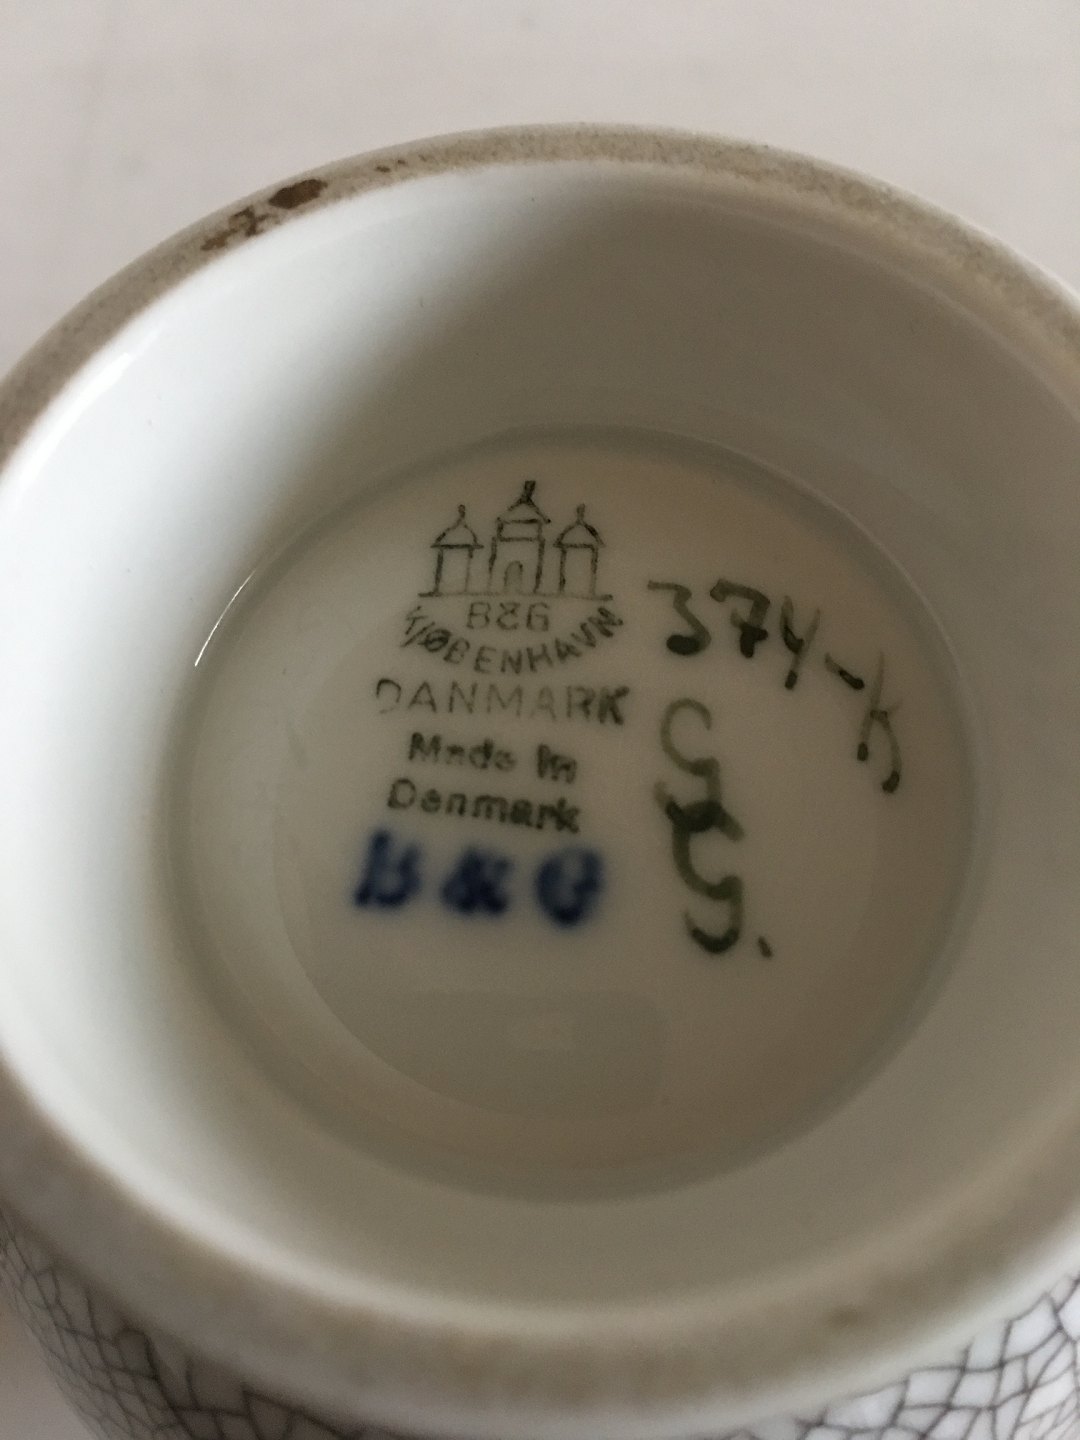 B&G
KJØBENHAVN
DANMARK
Made in
Denmark
B & G
374-K
G
G.